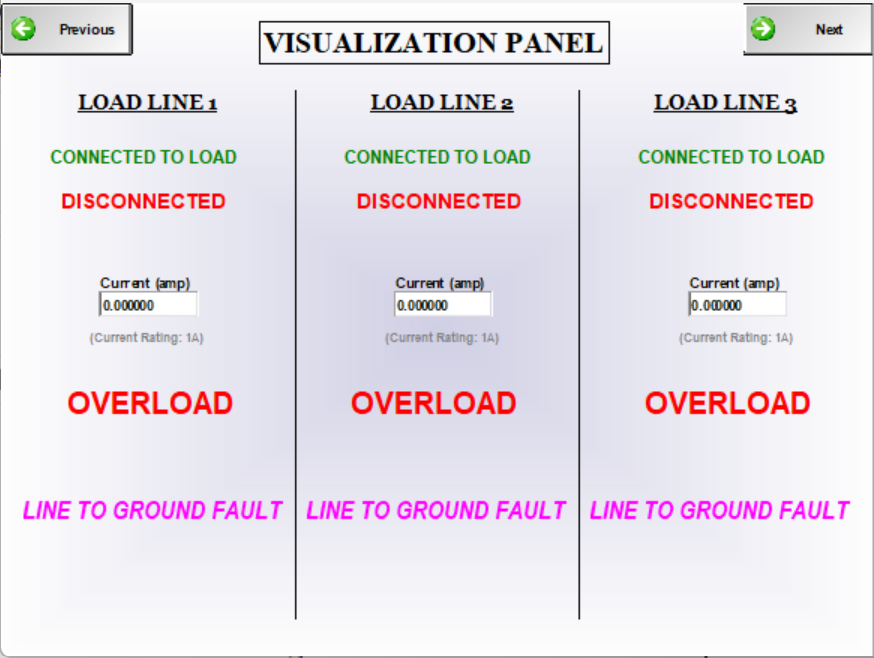 Previous
VISUALIZATION PANEL
Next
LOAD LINE 1
CONNECTED TO LOAD
DISCONNECTED
Current (amp)
0.000000
(Current Rating: 1A)
OVERLOAD
LINE TO GROUND FAULT
LOAD LINE 2
CONNECTED TO LOAD
DISCONNECTED
Current (amp)
0.000000
(Current Rating: 1A)
OVERLOAD
LINE TO GROUND FAULT
LOAD LINE 3
CONNECTED TO LOAD
DISCONNECTED
Current (amp)
0.000000
(Current Rating: 1A)
OVERLOAD
LINE TO GROUND FAULT